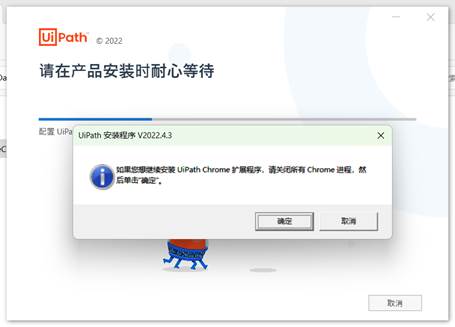 UiPath™ © 2022
请在产品安装时耐心等待
配置 UiPa
UiPath 安装程序 V2022.4.3
如果您想继续安装 UiPath Chrome 扩展程序，请关闭所有 Chrome 进程，然
后单击“确定”。
确定 取消
取消